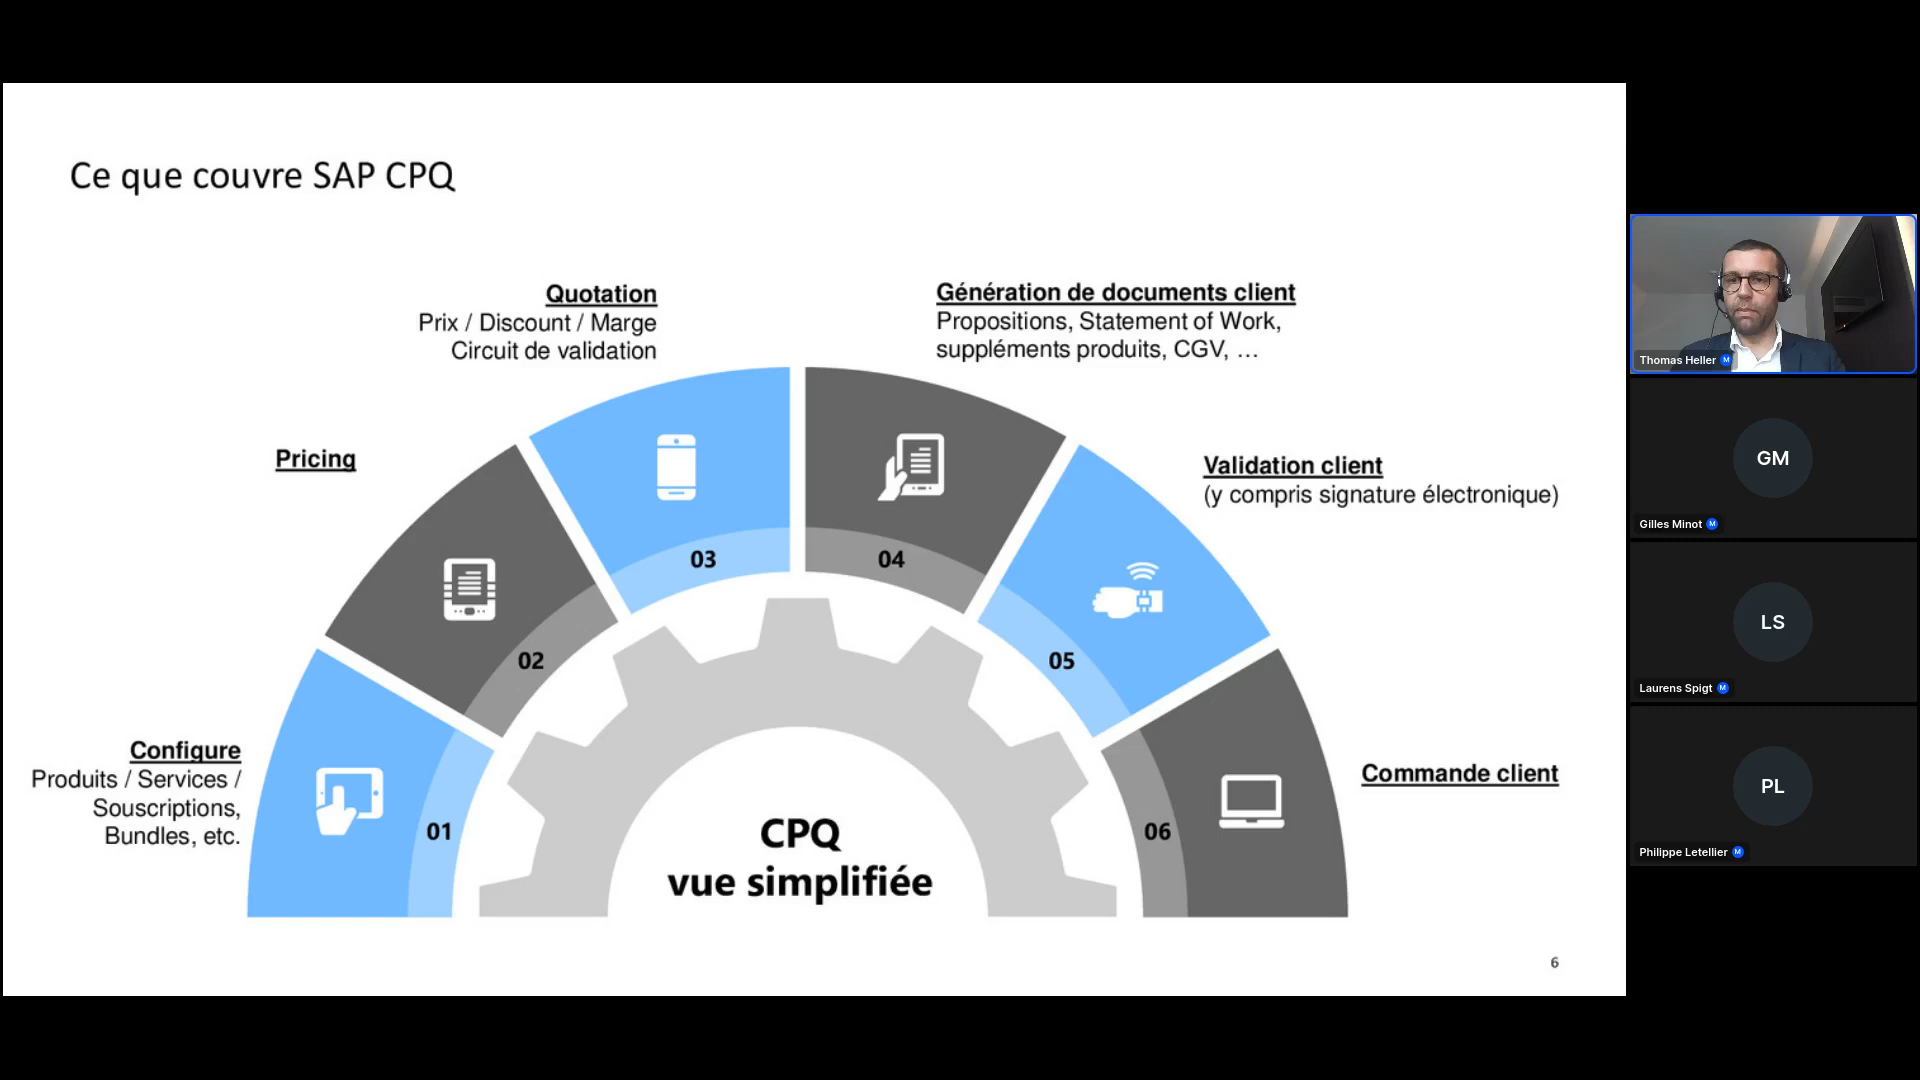 Ce que couvre SAP CPQ
Quotation
Prix / Discount / Marge
Circuit de validation
Génération de documents client
Propositions, Statement of Work,
suppléments produits, CGV, …
Pricing
Validation client
(y compris signature électronique)
Configure
Produits / Services /
Souscriptions,
Bundles, etc.
Commande client
01
02
03
04
05
06
CPQ
vue simplifiée
6
Thomas Heller M
GM
Gilles Minot M
LS
Laurens Spigt M
PL
Philippe Letellier M